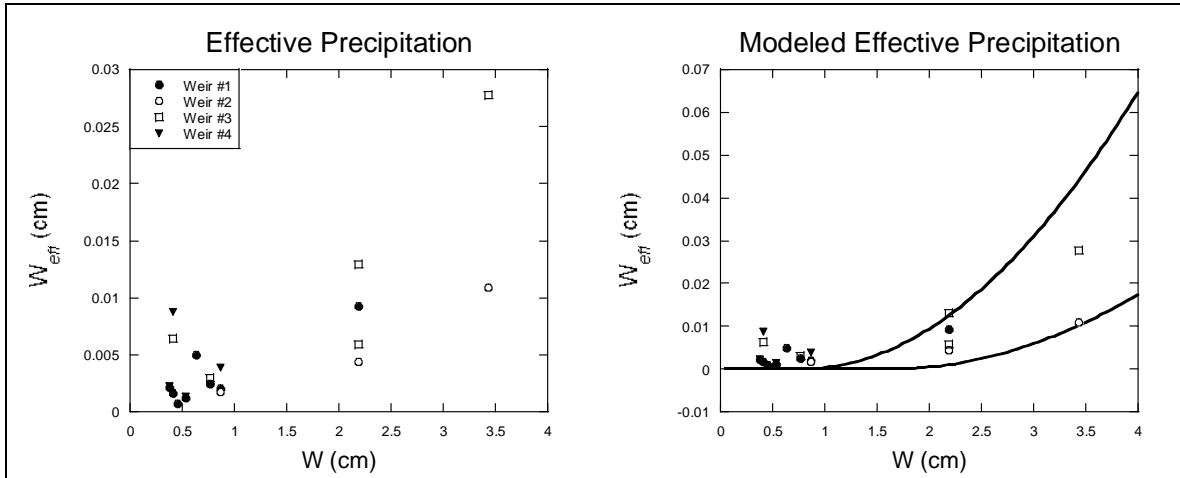 Effective Precipitation
0.03
0.025
0.02
0.015
0.01
0.005
0
Weir #1
Weir #2
Weir #3
Weir #4
W_eff (cm)
0 0.5 1 1.5 2 2.5 3 3.5 4
W (cm)
Modeled Effective Precipitation
0.07
0.06
0.05
0.04
0.03
0.02
0.01
0
-0.01
W_eff (cm)
0 0.5 1 1.5 2 2.5 3 3.5 4
W (cm)